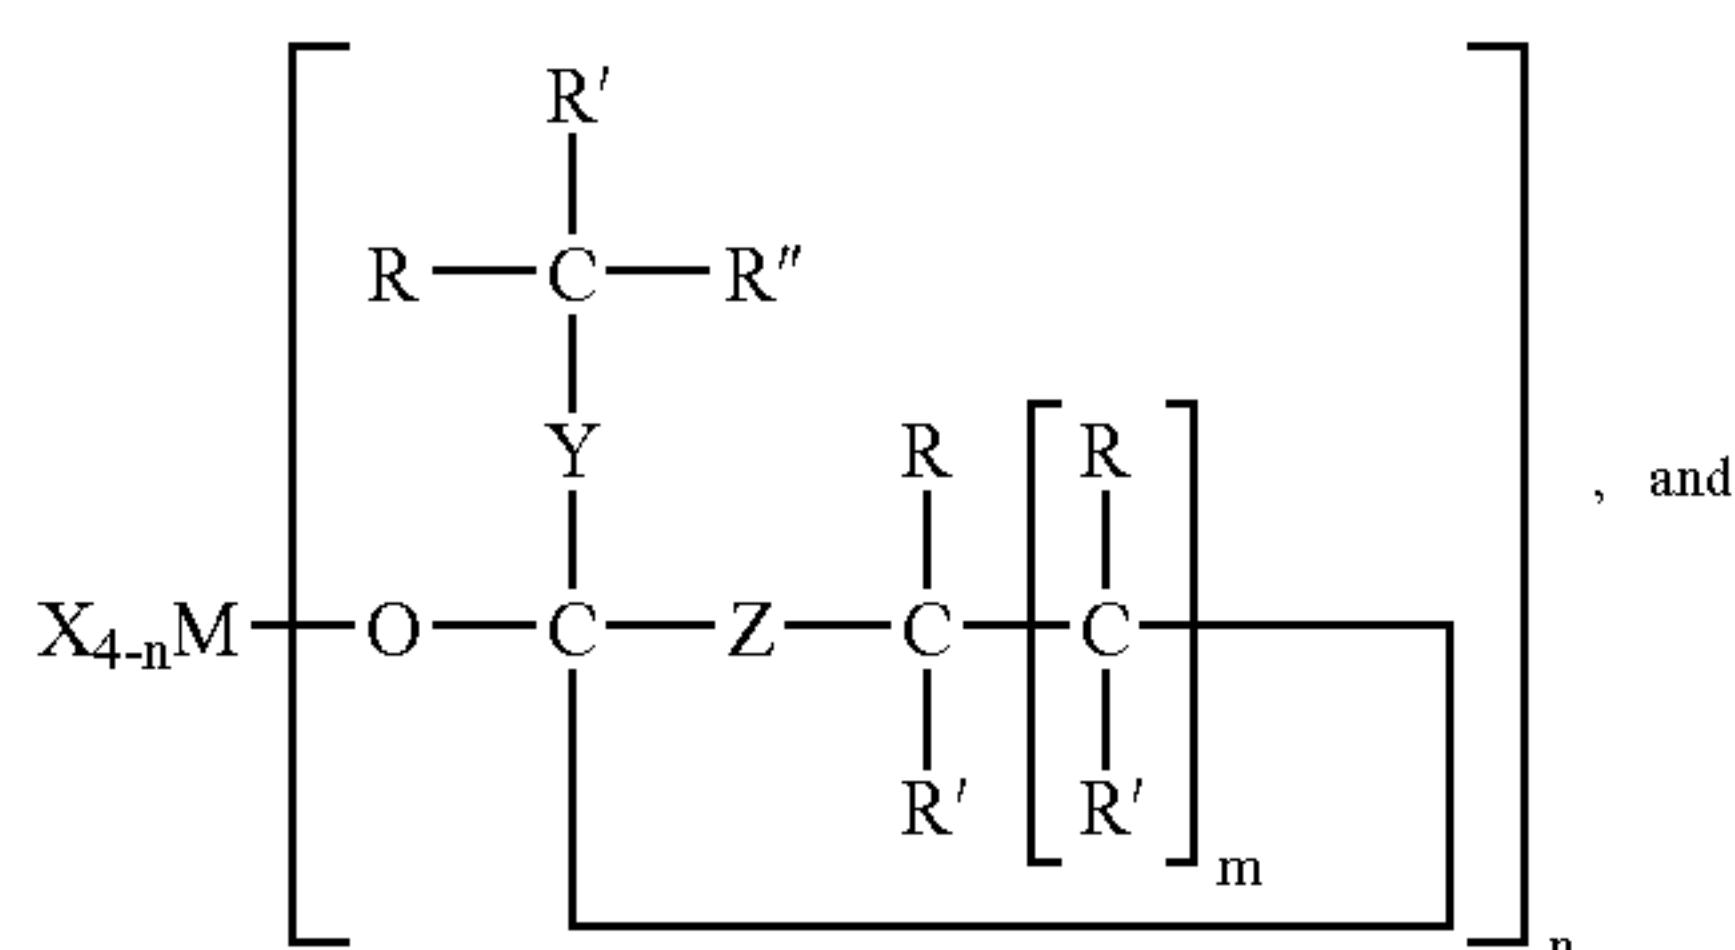 R′
R C R″
Y R R
, and
X₄₋ₙM O C Z C C
R′ R′
m
n